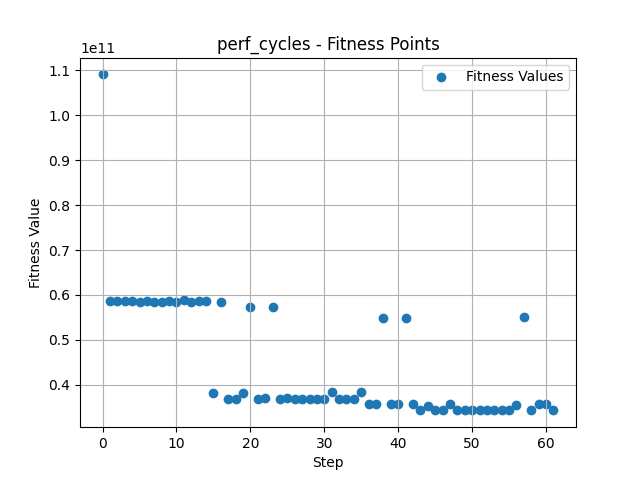 perf_cycles - Fitness Points
1e11
Fitness Values
1.1
1.0
0.9
0.8
0.7
0.6
0.5
0.4
Fitness Value
0 10 20 30 40 50 60
Step